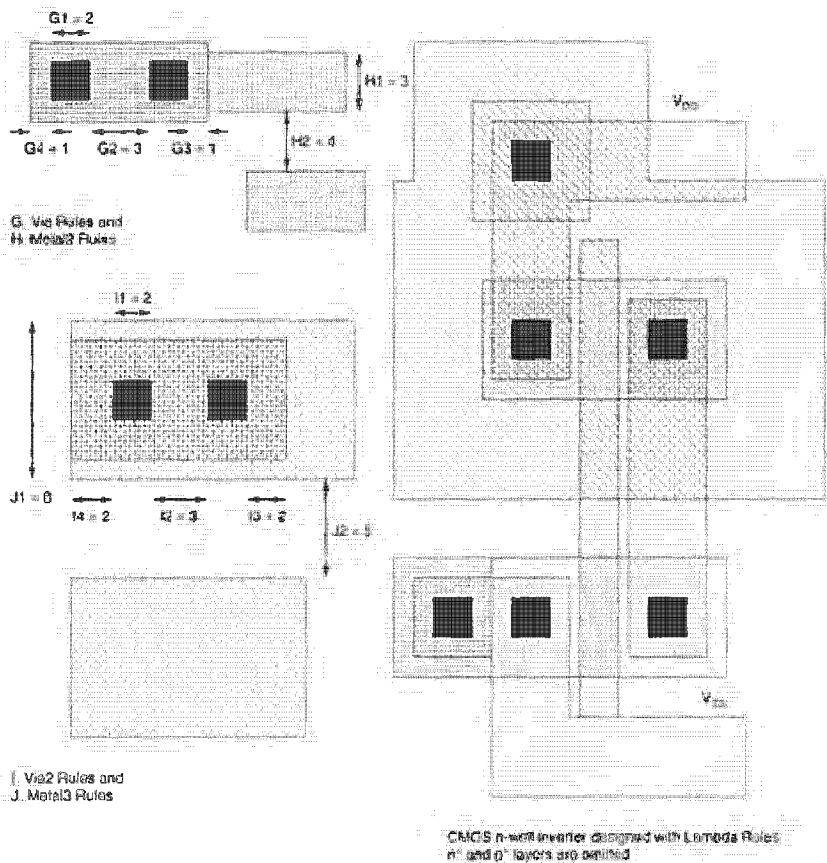 G1 = 2
H1 = 3
V_DD
G4 = 1
G2 = 3
G3 = 1
H2 = 4
G. Via Rules and
H. Metal2 Rules
I1 = 2
J1 = 6
I4 = 2
I2 = 3
I3 = 2
J2 = 5
V_SS
I. Via2 Rules and
J. Metal3 Rules
CMOS n-well inverter designed with Lambda Rules
n⁺ and p⁺ layers are omitted